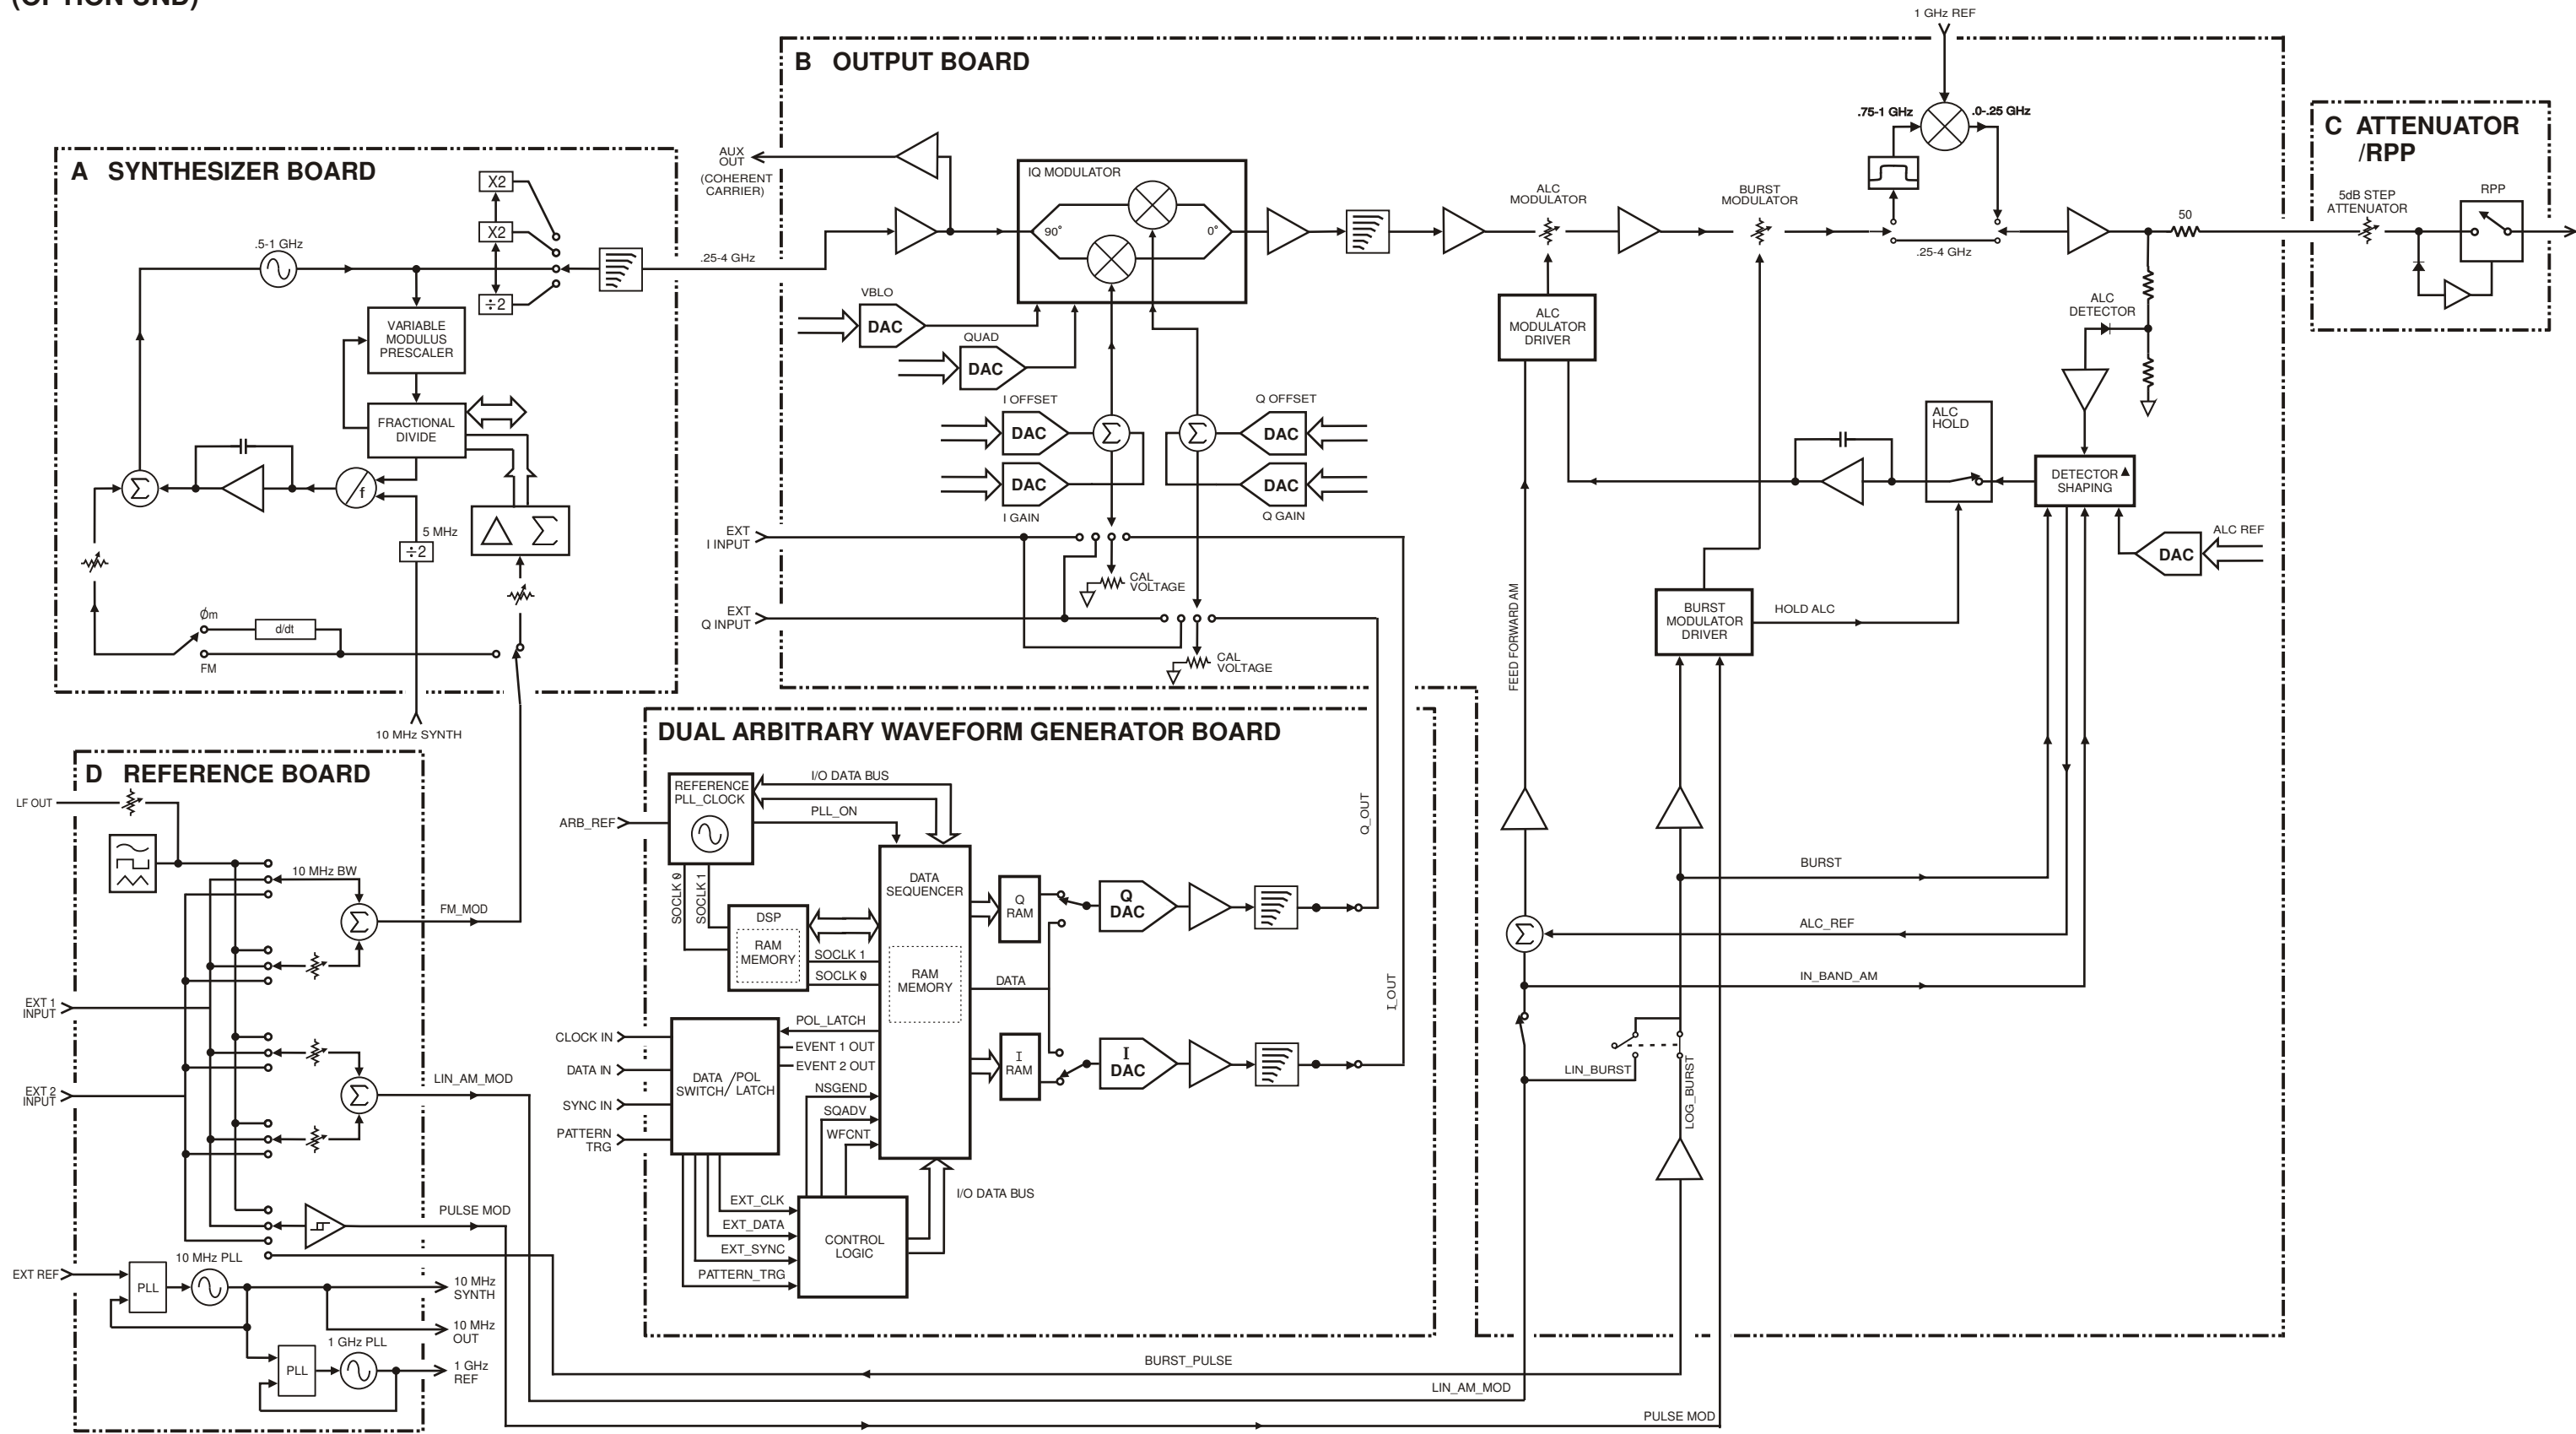 (OPTION UND)
1 GHz REF
B OUTPUT BOARD
.75-1 GHz
.0-.25 GHz
C ATTENUATOR
/RPP
A SYNTHESIZER BOARD
AUX
OUT
(COHERENT
CARRIER)
IQ MODULATOR
X2
X2
÷2
.5-1 GHz
.25-4 GHz
90°
0°
ALC
MODULATOR
BURST
MODULATOR
.25-4 GHz
50
5dB STEP
ATTENUATOR
RPP
VARIABLE
MODULUS
PRESCALER
VBLO
DAC
QUAD
DAC
ALC
MODULATOR
DRIVER
ALC
DETECTOR
FRACTIONAL
DIVIDE
I OFFSET
DAC
Σ
Σ
Q OFFSET
DAC
DAC
I GAIN
DAC
Q GAIN
ALC
HOLD
DETECTOR
SHAPING
ALC REF
DAC
Σ
f
5 MHz
÷2
Σ
EXT
I INPUT
CAL
VOLTAGE
EXT
Q INPUT
CAL
VOLTAGE
Øm
d/dt
FM
FEED FORWARD AM
BURST
MODULATOR
DRIVER
HOLD ALC
10 MHz SYNTH
DUAL ARBITRARY WAVEFORM GENERATOR BOARD
D REFERENCE BOARD
LF OUT
10 MHz BW
Σ
FM_MOD
EXT 1
INPUT
EXT 2
INPUT
Σ
LIN_AM_MOD
PULSE MOD
10 MHz PLL
EXT REF
PLL
10 MHz
SYNTH
10 MHz
OUT
1 GHz PLL
PLL
1 GHz
REF
REFERENCE
PLL_CLOCK
I/O DATA BUS
PLL_ON
ARB_REF
SOCLK 0
SOCLK 1
DSP
RAM
MEMORY
SOCLK 1
SOCLK 0
DATA
SEQUENCER
RAM
MEMORY
Q
RAM
Q
DAC
DATA
I
RAM
I
DAC
Q_OUT
I_OUT
CLOCK IN
DATA IN
SYNC IN
PATTERN
TRG
DATA /POL
SWITCH/ LATCH
POL_LATCH
EVENT 1 OUT
EVENT 2 OUT
NSGEND
SQADV
WFCNT
EXT_CLK
EXT_DATA
EXT_SYNC
PATTERN_TRG
CONTROL
LOGIC
I/O DATA BUS
BURST
Σ
ALC_REF
IN_BAND_AM
LIN_BURST
LOG_BURST
BURST_PULSE
LIN_AM_MOD
PULSE MOD